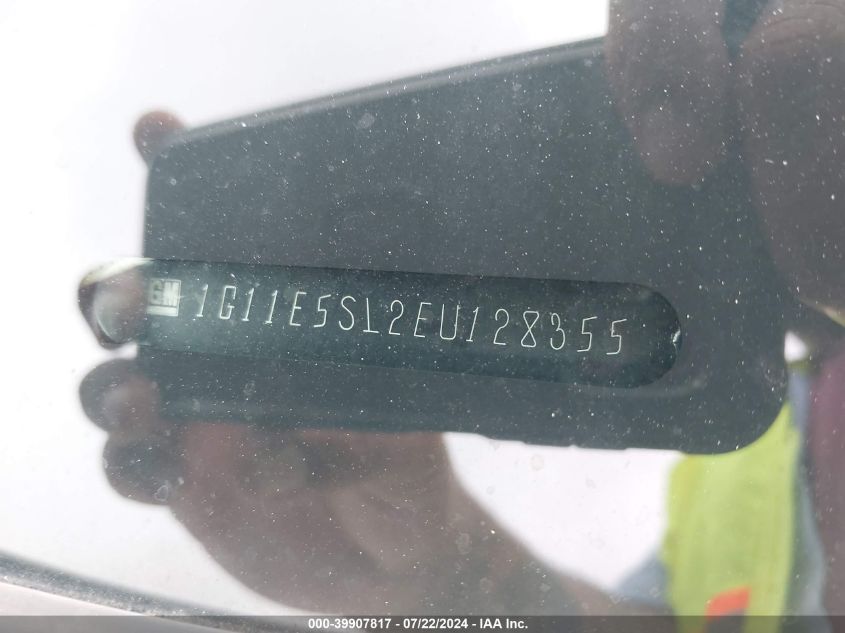 GM 1G11E5SL2EU128355
000-39907817 - 07/22/2024 - IAA Inc.